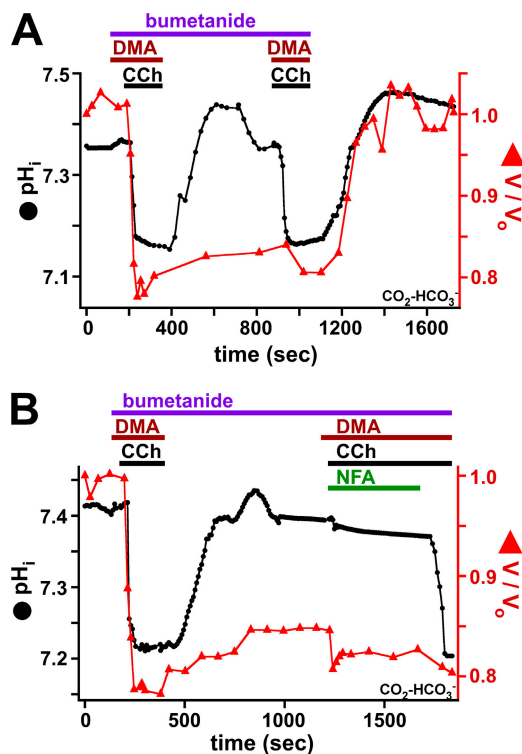 A
bumetanide
DMA DMA
CCh CCh
7.5
7.3
7.1
● pHi
1.0
0.9
0.8
▲ V / Vo
CO2-HCO3-
0 400 800 1200 1600
time (sec)
B
bumetanide
DMA DMA
CCh CCh
NFA
7.4
7.3
7.2
● pHi
1.0
0.9
0.8
▲ V / Vo
CO2-HCO3-
0 500 1000 1500
time (sec)